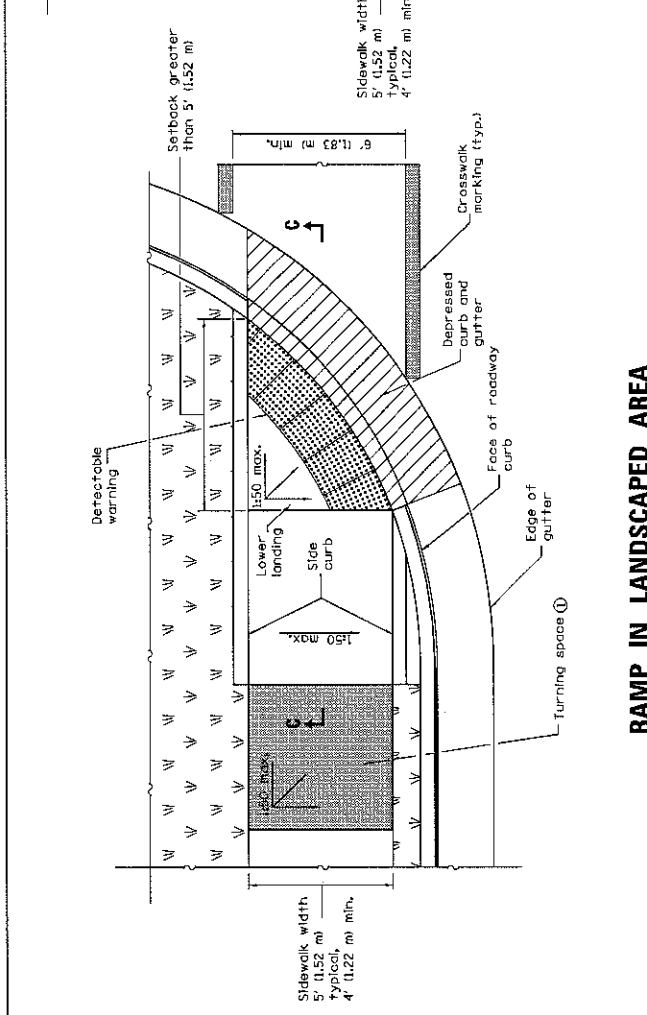 Setback greater
than 5' (1.52 m)
Sidewalk width
5' (1.52 m)
typical,
4' (1.22 m) min.
6' (1.83 m) min.
Detectable
warning
C
Crosswalk
marking (typ.)
1:50 max.
Lower
landing
Side
curb
Depressed
curb and
gutter
Face of roadway
curb
1:50 max.
C
1:50 max.
Edge of
gutter
Turning space ①
Sidewalk width
5' (1.52 m)
typical,
4' (1.22 m) min.
RAMP IN LANDSCAPED AREA